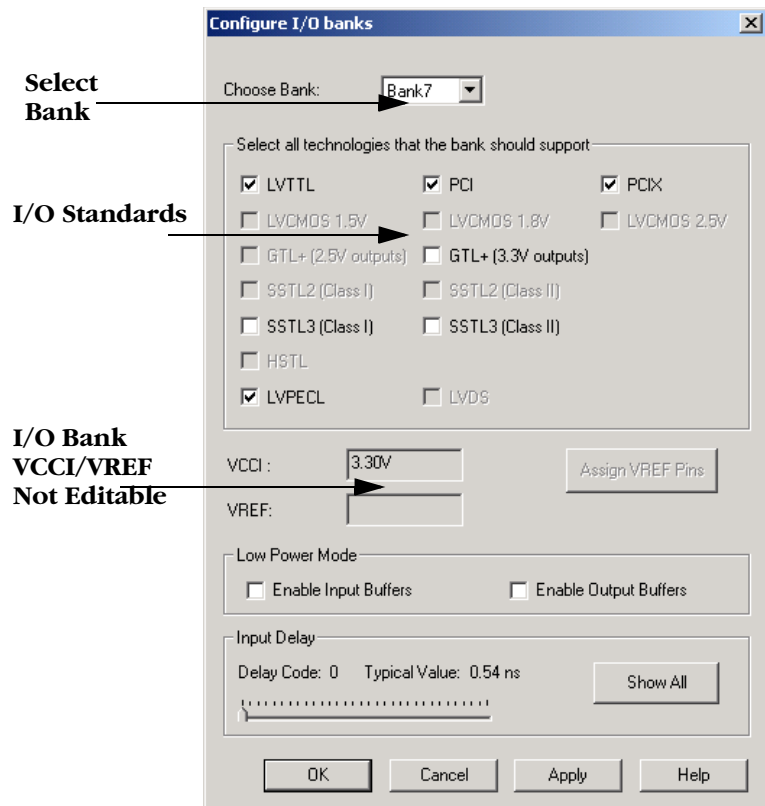 Configure I/O banks
Select
Bank
Choose Bank: Bank7
Select all technologies that the bank should support
LVTTL PCI PCIX
I/O Standards
LVCMOS 1.5V LVCMOS 1.8V LVCMOS 2.5V
GTL+ (2.5V outputs) GTL+ (3.3V outputs)
SSTL2 (Class I) SSTL2 (Class II)
SSTL3 (Class I) SSTL3 (Class II)
HSTL
LVPECL LVDS
I/O Bank
VCCI/VREF
Not Editable
VCCI : 3.30V Assign VREF Pins
VREF:
Low Power Mode
Enable Input Buffers Enable Output Buffers
Input Delay
Delay Code: 0 Typical Value: 0.54 ns
Show All
OK Cancel Apply Help